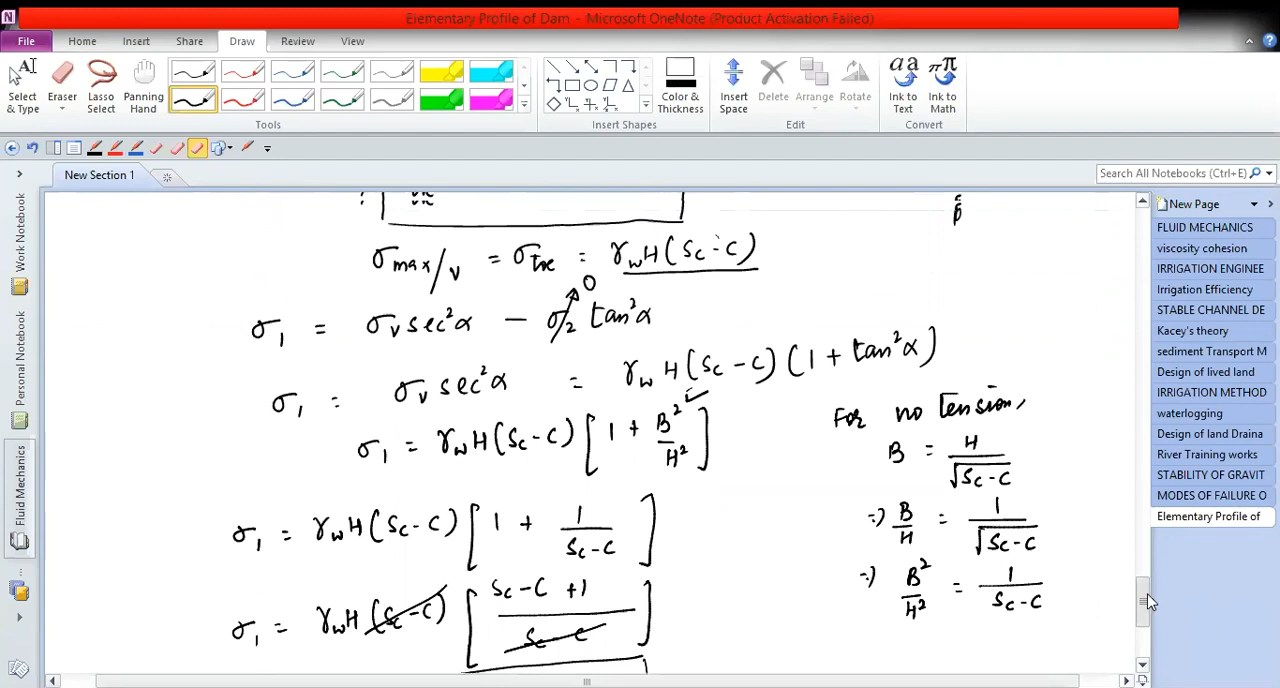 Elementary Profile of Dam - Microsoft OneNote (Product Activation Failed)
File Home Insert Share Draw Review View
Select & Type
Eraser
Lasso Select
Panning Hand
Color & Thickness
Insert Space
Delete
Arrange
Rotate
Ink to Text
Ink to Math
Tools
Insert Shapes
Edit
Convert
New Section 1
Search All Notebooks (Ctrl+E)
Work Notebook
Personal Notebook
Fluid Mechanics
New Page
FLUID MECHANICS
viscosity cohesion
IRRIGATION ENGINEE
Irrigation Efficiency
STABLE CHANNEL DE
Kacey's theory
sediment Transport M
Design of lived land
IRRIGATION METHOD
waterlogging
Design of land Draina
River Training works
STABILITY OF GRAVIT
MODES OF FAILURE O
Elementary Profile of
σmax/v = σ : γwH(Sc - C)
σ1 = σv sec²α - σ2 tan²α
0
σ1 = σv sec²α = γw H(Sc - C)(1 + tan²α)
σ1 = γwH(Sc - C)[1 + B²/H²]
σ1 = γwH(Sc - C)[1 + 1/(Sc - C)]
σ1 = γwH(Sc - C)[(Sc - C + 1)/(Sc - C)]
For no Tension,
B = H/√(Sc - C)
=> B/H = 1/√(Sc - C)
=> B²/H² = 1/(Sc - C)